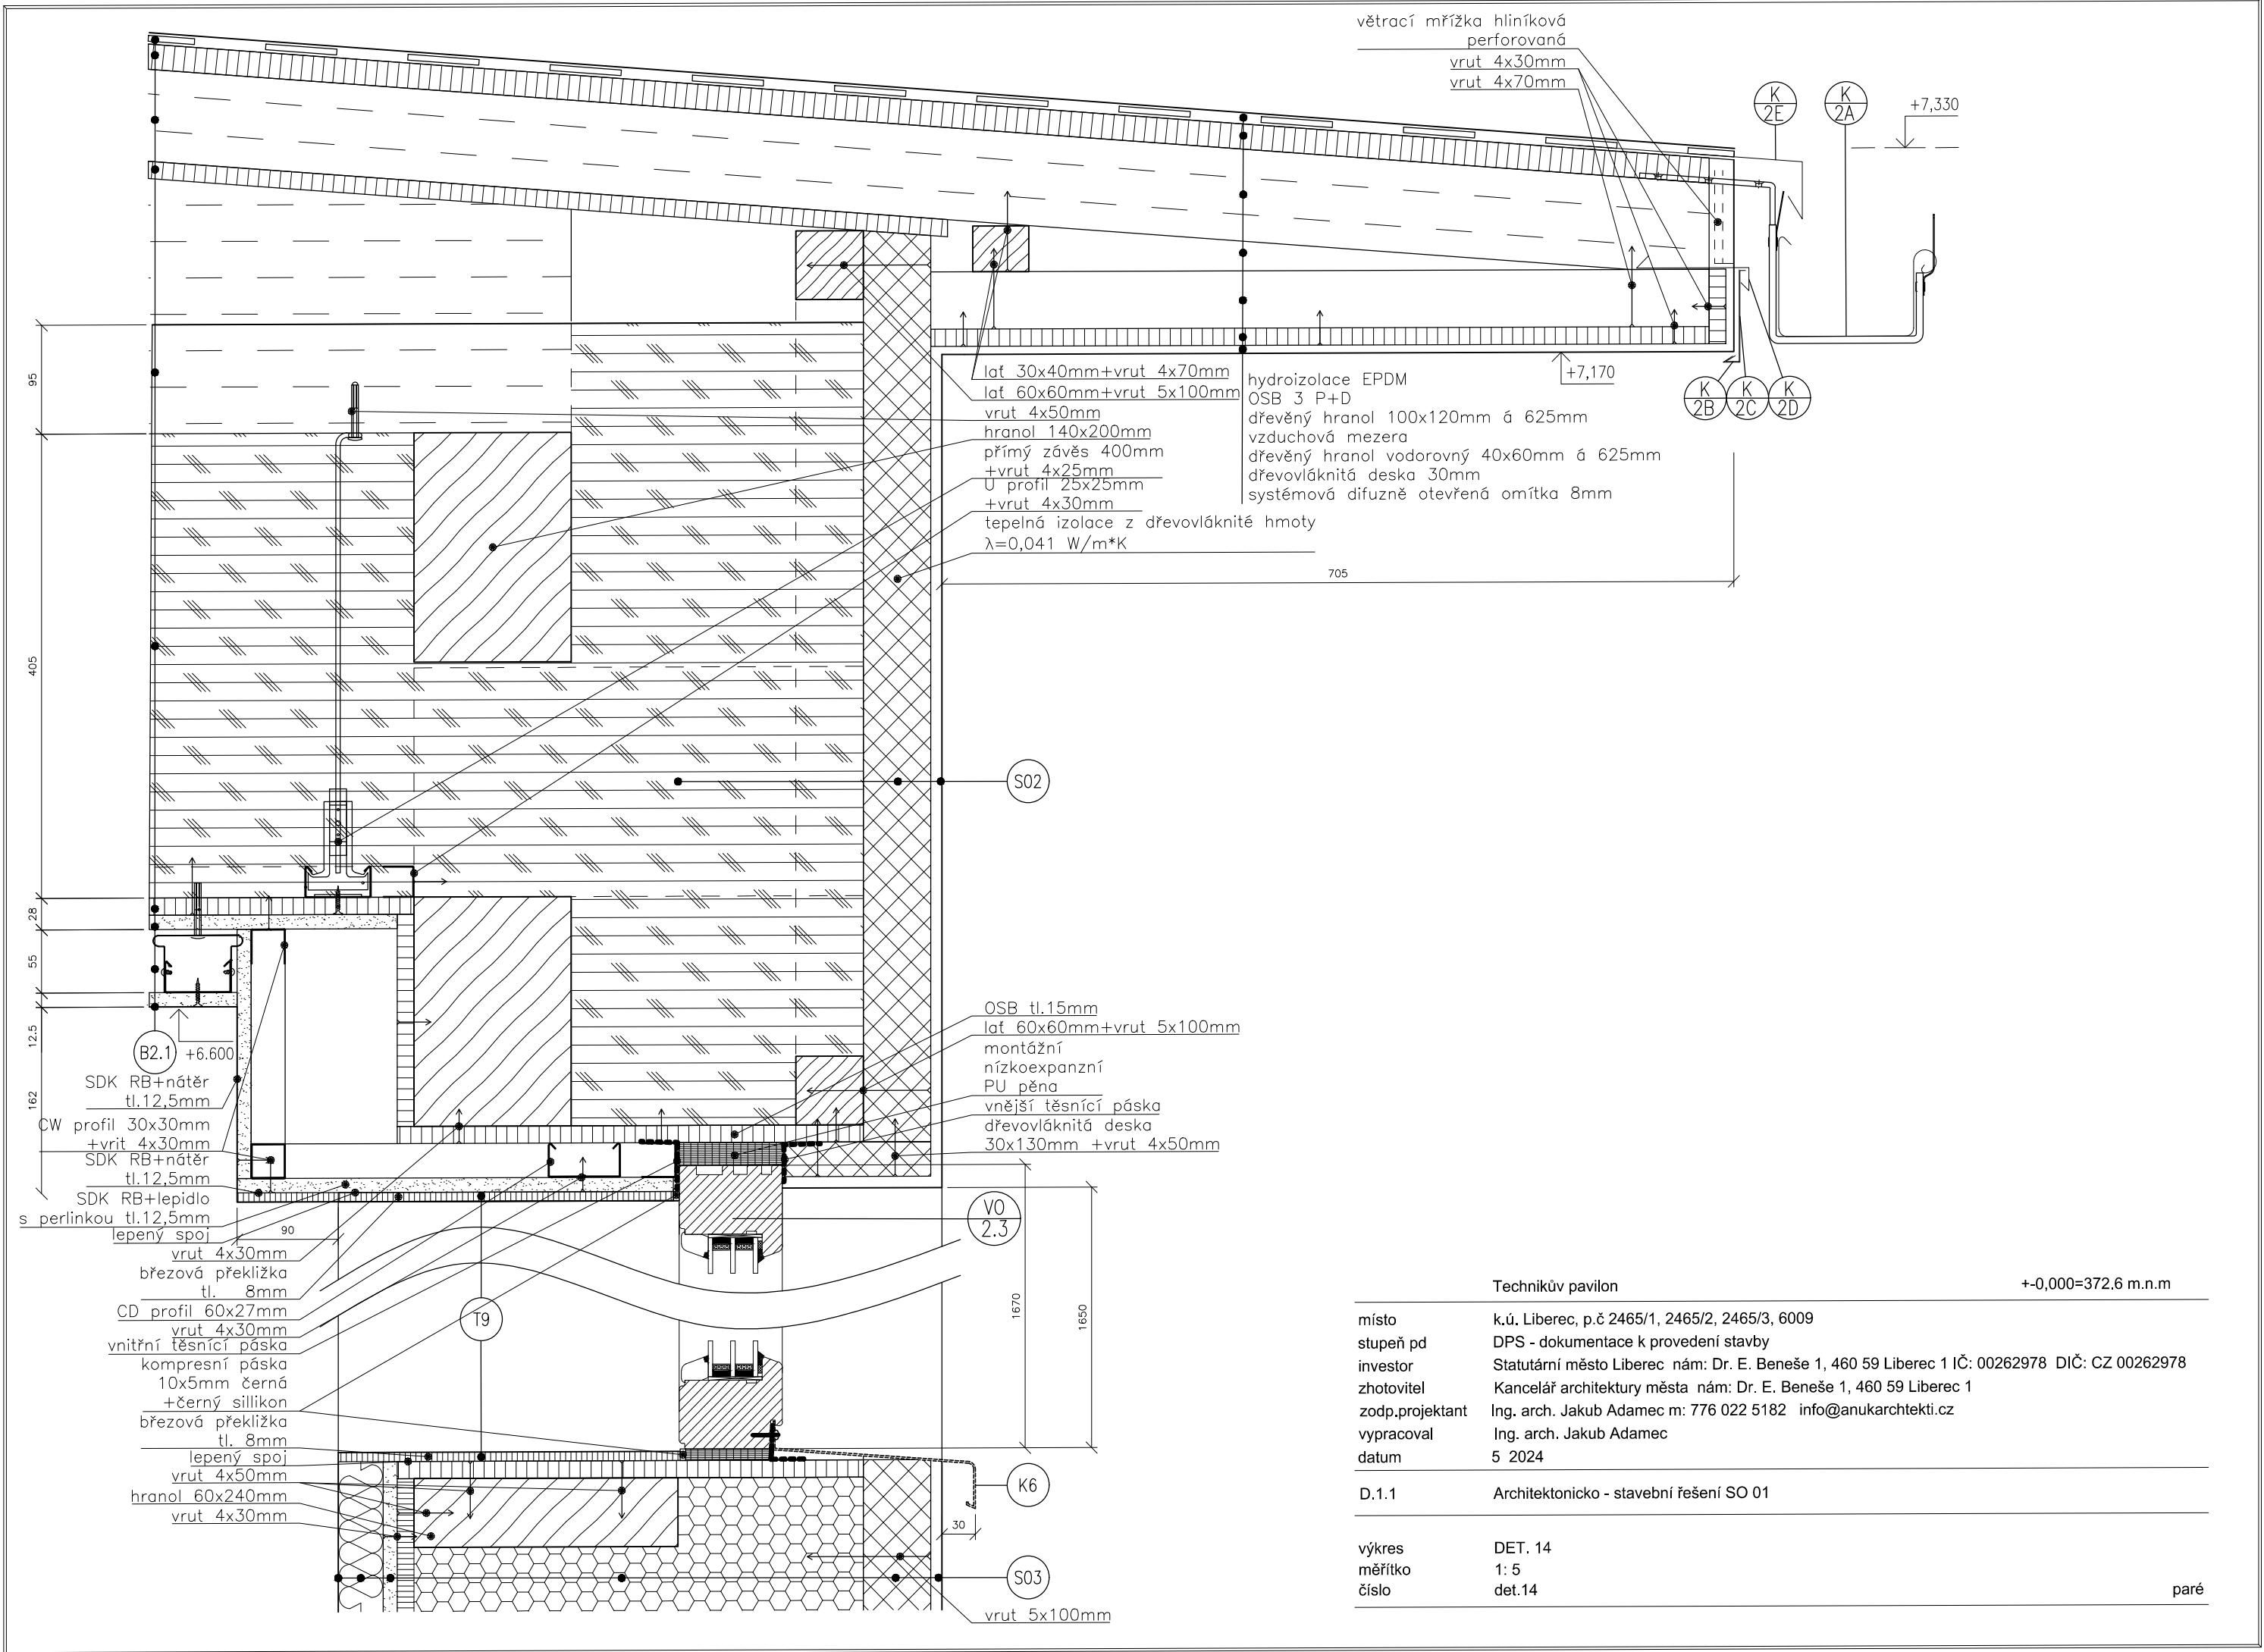 větrací mřížka hliníková
perforovaná
vrut 4x30mm
vrut 4x70mm
K
2E
K
2A
+7,330
lať 30x40mm+vrut 4x70mm
lať 60x60mm+vrut 5x100mm
vrut 4x50mm
hranol 140x200mm
přímý závěs 400mm
+vrut 4x25mm
U profil 25x25mm
+vrut 4x30mm
tepelná izolace z dřevovláknité hmoty
λ=0,041 W/m*K
hydroizolace EPDM
OSB 3 P+D
dřevěný hranol 100x120mm á 625mm
vzduchová mezera
dřevěný hranol vodorovný 40x60mm á 625mm
dřevovláknitá deska 30mm
systémová difuzně otevřená omítka 8mm
+7,170
K
2B
K
2C
K
2D
705
95
405
28
55
12.5
162
S02
B2.1
+6.600
SDK RB+nátěr
tl.12,5mm
CW profil 30x30mm
+vrit 4x30mm
SDK RB+nátěr
tl.12,5mm
SDK RB+lepidlo
s perlinkou tl.12,5mm
lepený spoj
90
vrut 4x30mm
březová překližka
tl. 8mm
CD profil 60x27mm
vrut 4x30mm
vnitřní těsnící páska
kompresní páska
10x5mm černá
+černý sillikon
březová překližka
tl. 8mm
lepený spoj
vrut 4x50mm
hranol 60x240mm
vrut 4x30mm
OSB tl.15mm
lať 60x60mm+vrut 5x100mm
montážní
nízkoexpanzní
PU pěna
vnější těsnící páska
dřevovláknitá deska
30x130mm +vrut 4x50mm
VO
2.3
T9
1670
1650
K6
30
S03
vrut 5x100mm
Technikův pavilon +-0,000=372,6 m.n.m
místo k.ú. Liberec, p.č 2465/1, 2465/2, 2465/3, 6009
stupeň pd DPS - dokumentace k provedení stavby
investor Statutární město Liberec nám: Dr. E. Beneše 1, 460 59 Liberec 1 IČ: 00262978 DIČ: CZ 00262978
zhotovitel Kancelář architektury města nám: Dr. E. Beneše 1, 460 59 Liberec 1
zodp.projektant Ing. arch. Jakub Adamec m: 776 022 5182 info@anukarchtekti.cz
vypracoval Ing. arch. Jakub Adamec
datum 5 2024
D.1.1 Architektonicko - stavební řešení SO 01
výkres DET. 14
měřítko 1: 5
číslo det.14 paré